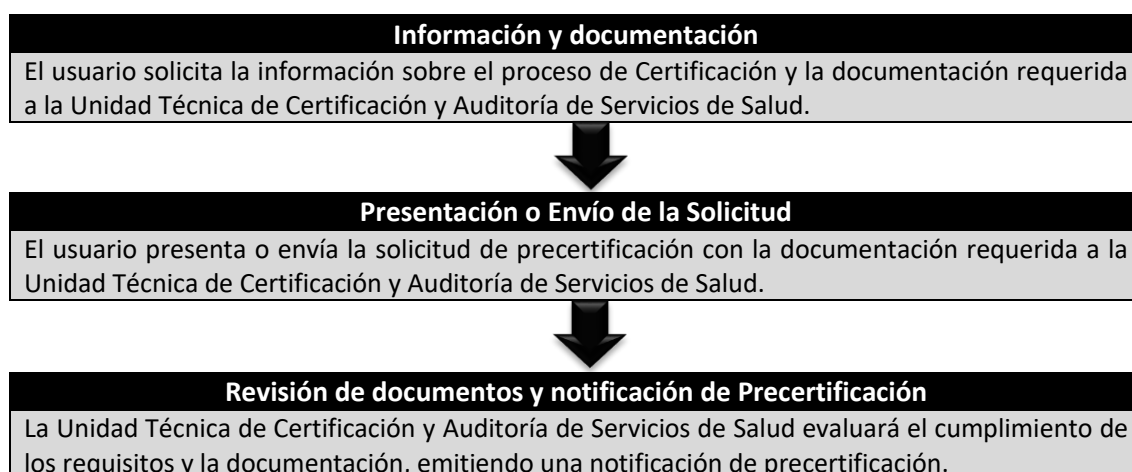 Información y documentación
El usuario solicita la información sobre el proceso de Certificación y la documentación requerida
a la Unidad Técnica de Certificación y Auditoría de Servicios de Salud.
Presentación o Envío de la Solicitud
El usuario presenta o envía la solicitud de precertificación con la documentación requerida a la
Unidad Técnica de Certificación y Auditoría de Servicios de Salud.
Revisión de documentos y notificación de Precertificación
La Unidad Técnica de Certificación y Auditoría de Servicios de Salud evaluará el cumplimiento de
los requisitos y la documentación, emitiendo una notificación de precertificación.